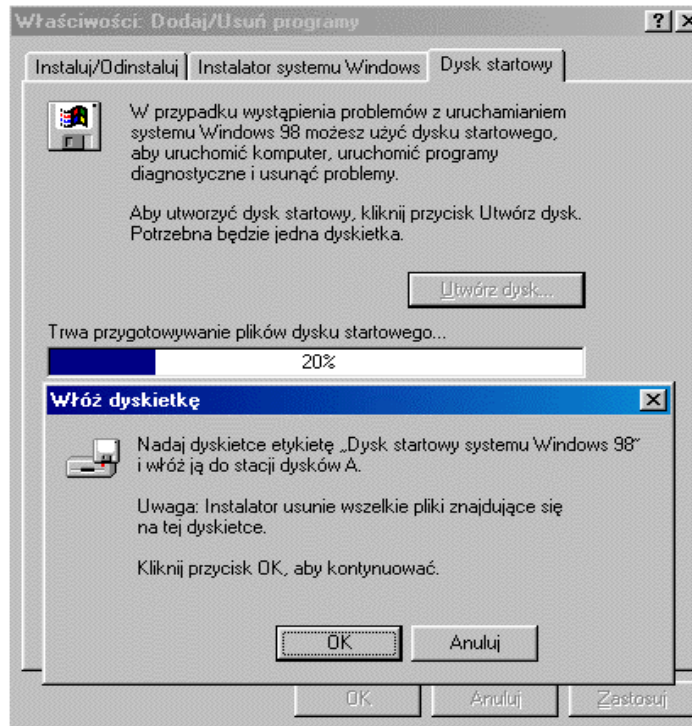 Właściwości: Dodaj/Usuń programy
Instaluj/Odinstaluj Instalator systemu Windows Dysk startowy
W przypadku wystąpienia problemów z uruchamianiem
systemu Windows 98 możesz użyć dysku startowego,
aby uruchomić komputer, uruchomić programy
diagnostyczne i usunąć problemy.
Aby utworzyć dysk startowy, kliknij przycisk Utwórz dysk.
Potrzebna będzie jedna dyskietka.
Utwórz dysk...
Trwa przygotowywanie plików dysku startowego...
20%
Włóż dyskietkę
Nadaj dyskietce etykietę „Dysk startowy systemu Windows 98”
i włóż ją do stacji dysków A.
Uwaga: Instalator usunie wszelkie pliki znajdujące się
na tej dyskietce.
Kliknij przycisk OK, aby kontynuować.
OK Anuluj
OK Anuluj Zastosuj